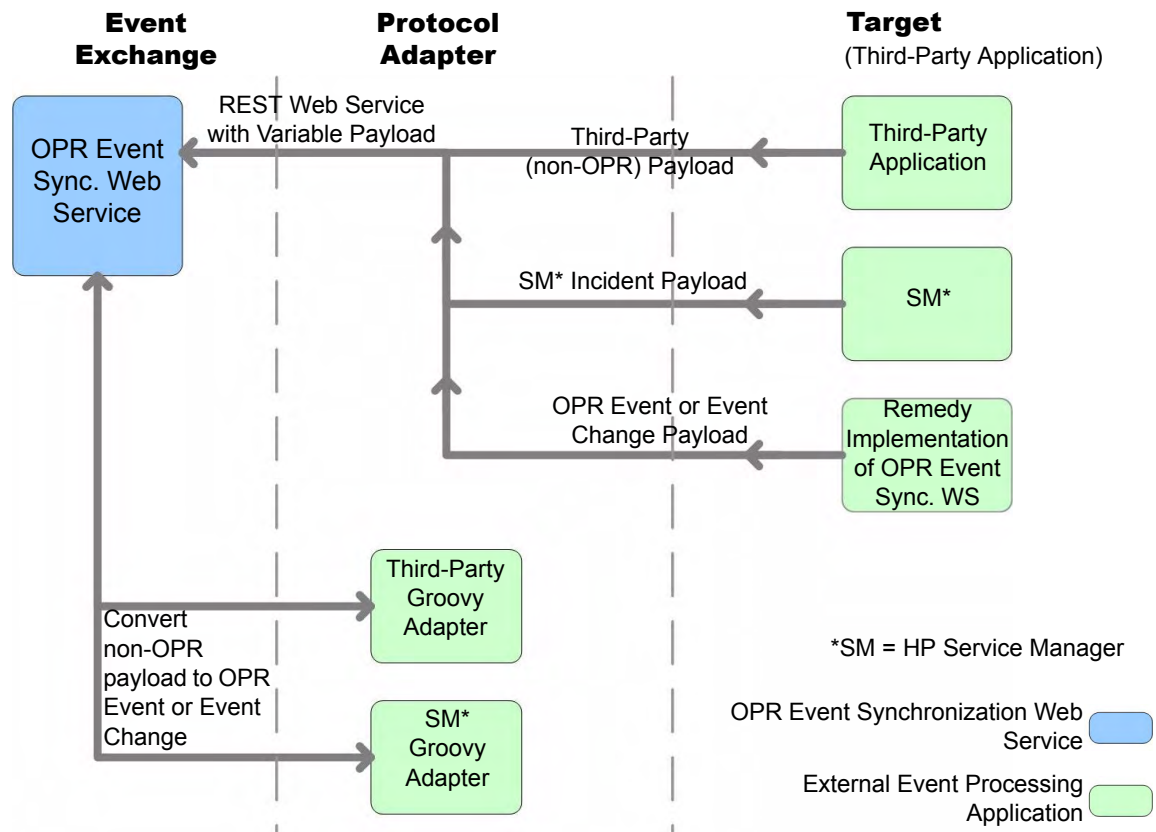 Event
Exchange
Protocol
Adapter
Target
(Third-Party Application)
OPR Event
Sync. Web
Service
REST Web Service
with Variable Payload
Third-Party
(non-OPR) Payload
Third-Party
Application
SM* Incident Payload
SM*
OPR Event or Event
Change Payload
Remedy
Implementation
of OPR Event
Sync. WS
Third-Party
Groovy
Adapter
Convert
non-OPR
payload to OPR
Event or Event
Change
SM*
Groovy
Adapter
*SM = HP Service Manager
OPR Event Synchronization Web
Service
External Event Processing
Application